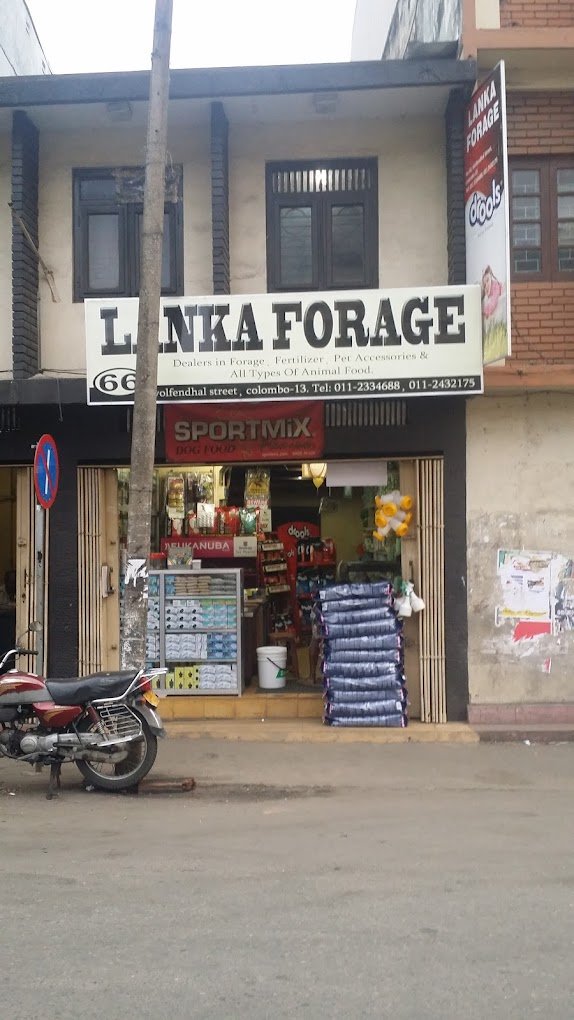 LANKA FORAGE
Dealers in Forage, Fertilizer, Pet Accessories &
All Types Of Animal Food.
66 wolfendhal street, colombo-13. Tel: 011-2334688, 011-2432175
LANKA
FORAGE
drools
SPORTMiX
DOG FOOD
EUKANUBA
drools